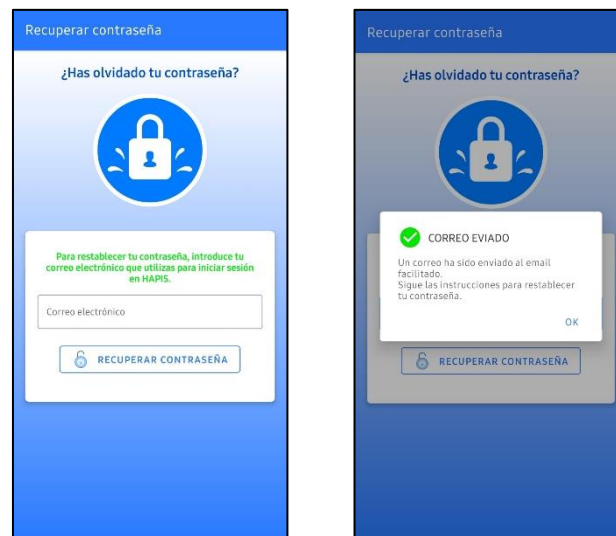 Recuperar contraseña
¿Has olvidado tu contraseña?
Para restablecer tu contraseña, introduce tu
correo electrónico que utilizas para iniciar sesión
en HAPIS.
Correo electrónico
RECUPERAR CONTRASEÑA
Recuperar contraseña
¿Has olvidado tu contraseña?
CORREO EVIADO
Un correo ha sido enviado al email
facilitado.
Sigue las instrucciones para restablecer
tu contraseña.
OK
RECUPERAR CONTRASEÑA